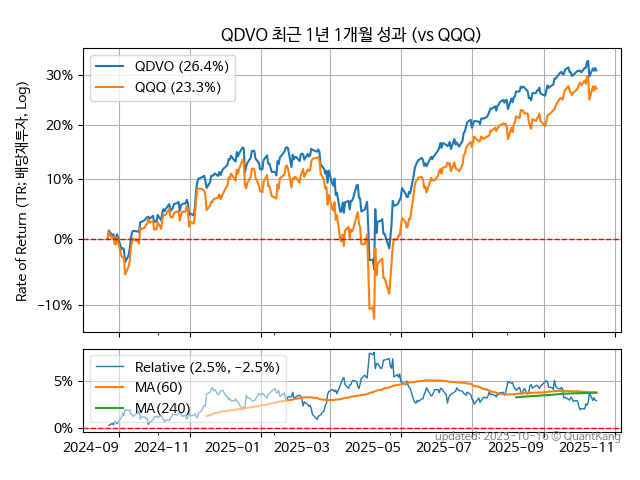 QDVO 최근 1년 1개월 성과 (vs QQQ)
Rate of Return (TR: 배당재투자, Log)
30%
20%
10%
0%
−10%
QDVO (26.4%)
QQQ (23.3%)
5%
0%
Relative (2.5%, −2.5%)
MA(60)
MA(240)
2024-09
2024-11
2025-01
2025-03
2025-05
2025-07
2025-09
2025-11
updated: 2025-10-16 © QuantKang